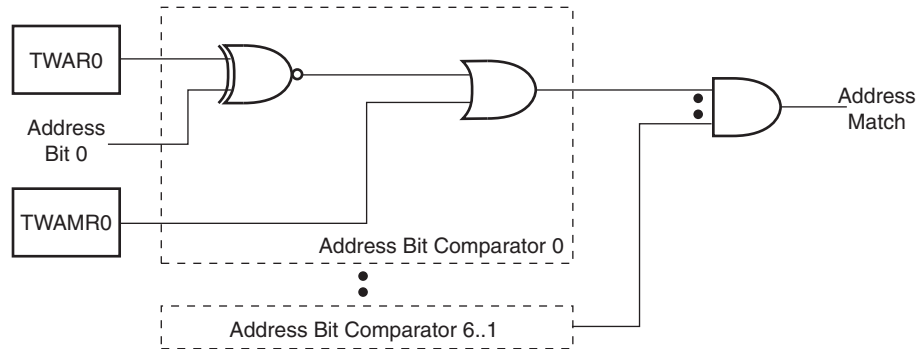 TWAR0
Address
Bit 0
TWAMR0
Address Bit Comparator 0
Address Bit Comparator 6..1
Address
Match